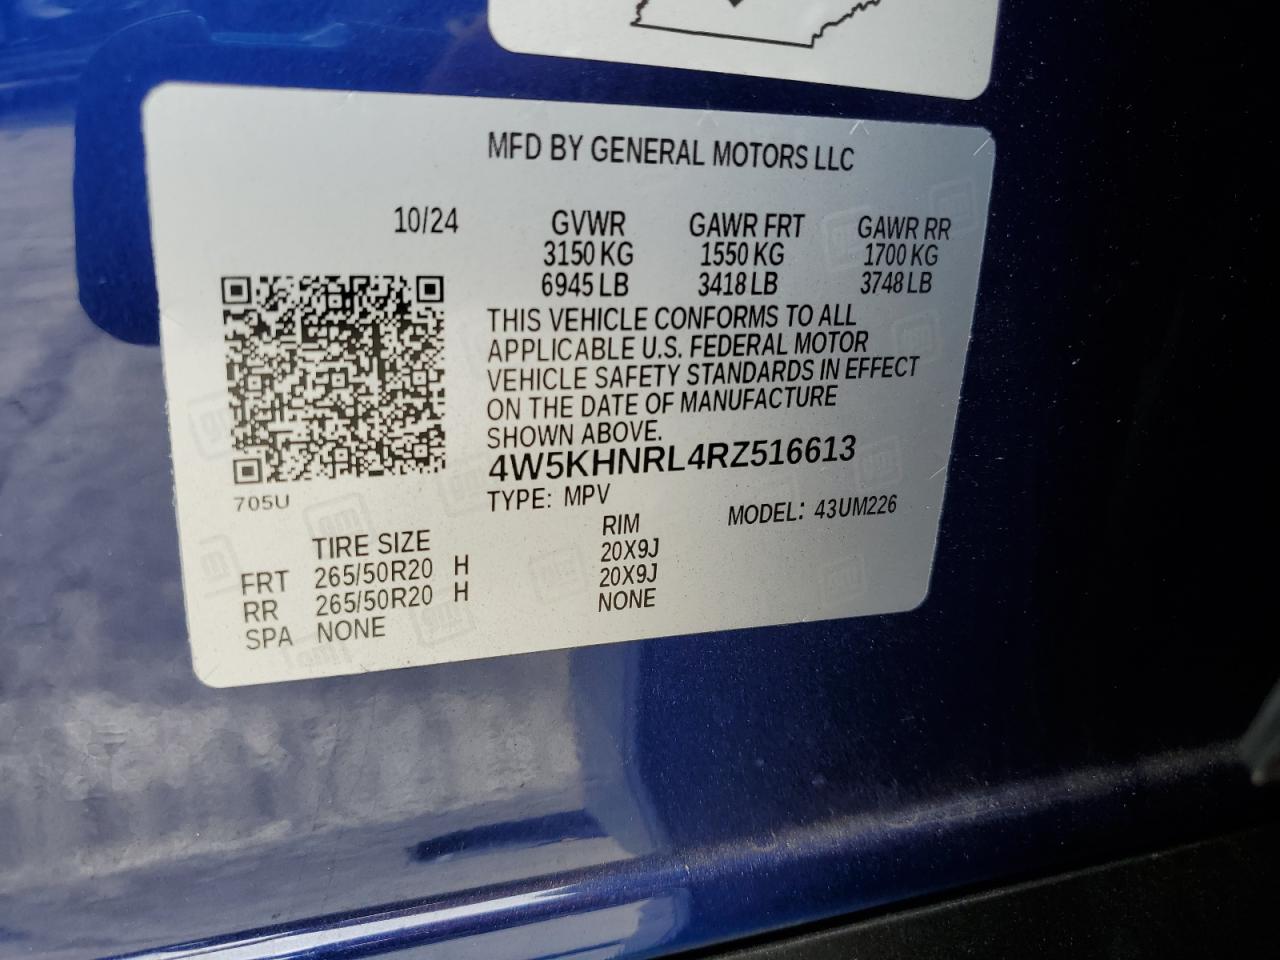 MFD BY GENERAL MOTORS LLC
10/24 GVWR GAWR FRT GAWR RR
3150 KG 1550 KG 1700 KG
6945 LB 3418 LB 3748 LB
THIS VEHICLE CONFORMS TO ALL
APPLICABLE U.S. FEDERAL MOTOR
VEHICLE SAFETY STANDARDS IN EFFECT
ON THE DATE OF MANUFACTURE
SHOWN ABOVE.
4W5KHNRL4RZ516613
705U
TYPE: MPV MODEL: 43UM226
TIRE SIZE RIM
FRT 265/50R20 H 20X9J
RR 265/50R20 H 20X9J
SPA NONE NONE